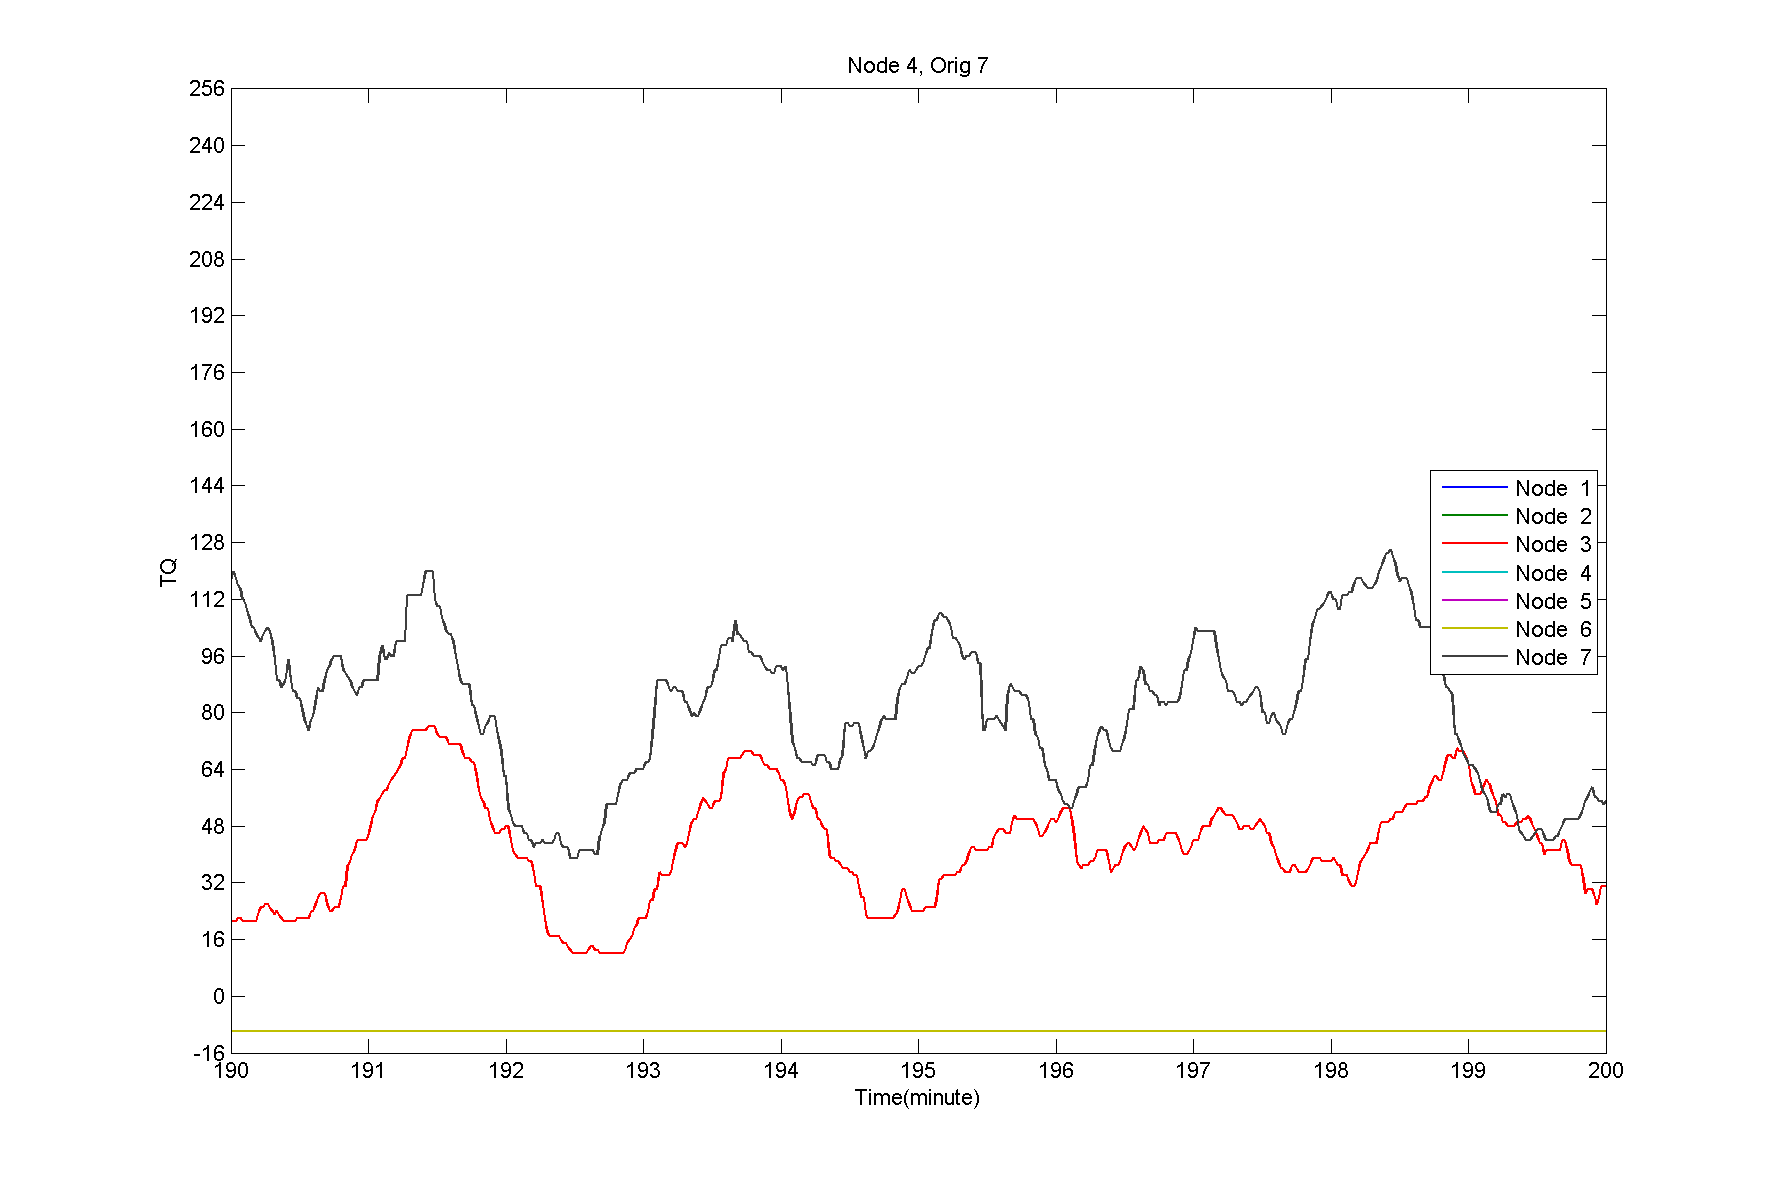 Node 4, Orig 7
256
240
224
208
192
176
160
144
128
112
96
80
64
48
32
16
0
-16
TQ
Node 1
Node 2
Node 3
Node 4
Node 5
Node 6
Node 7
190 191 192 193 194 195 196 197 198 199 200
Time(minute)